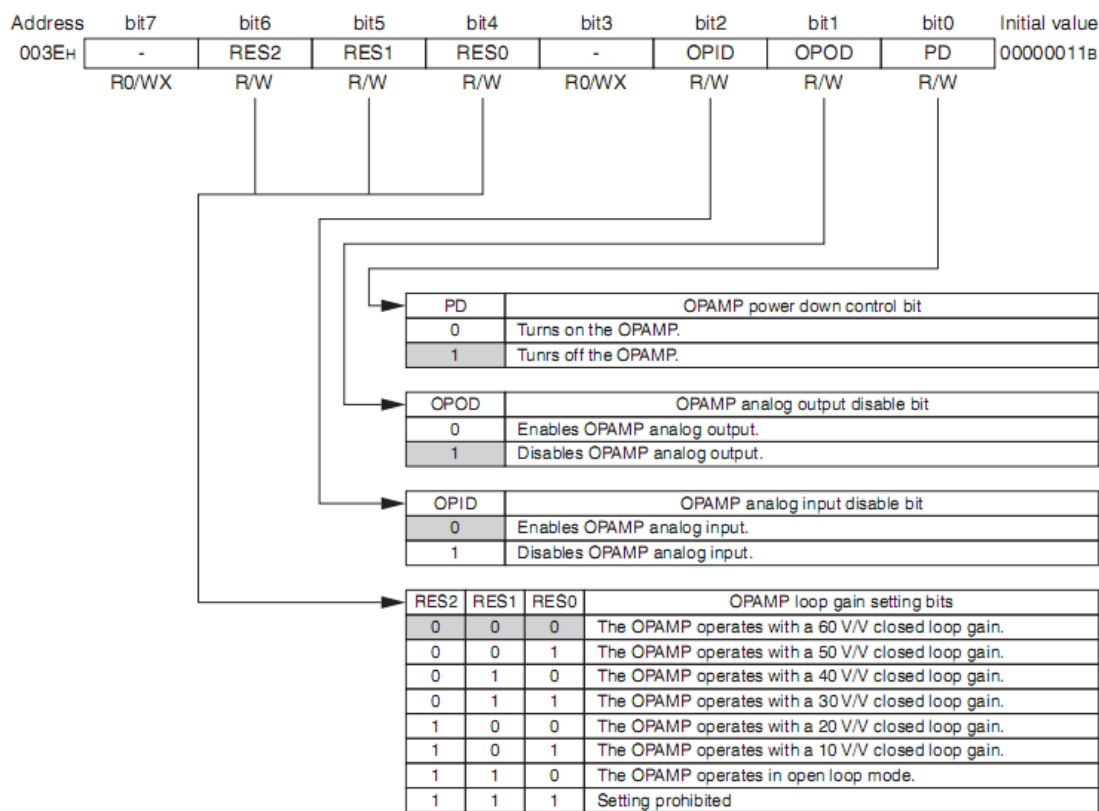 Address bit7 bit6 bit5 bit4 bit3 bit2 bit1 bit0 Initial value
003EH - RES2 RES1 RES0 - OPID OPOD PD 00000011B
R0/WX R/W R/W R/W R0/WX R/W R/W R/W
PD OPAMP power down control bit
0 Turns on the OPAMP.
1 Tunrs off the OPAMP.
OPOD OPAMP analog output disable bit
0 Enables OPAMP analog output.
1 Disables OPAMP analog output.
OPID OPAMP analog input disable bit
0 Enables OPAMP analog input.
1 Disables OPAMP analog input.
RES2 RES1 RES0 OPAMP loop gain setting bits
0 0 0 The OPAMP operates with a 60 V/V closed loop gain.
0 0 1 The OPAMP operates with a 50 V/V closed loop gain.
0 1 0 The OPAMP operates with a 40 V/V closed loop gain.
0 1 1 The OPAMP operates with a 30 V/V closed loop gain.
1 0 0 The OPAMP operates with a 20 V/V closed loop gain.
1 0 1 The OPAMP operates with a 10 V/V closed loop gain.
1 1 0 The OPAMP operates in open loop mode.
1 1 1 Setting prohibited